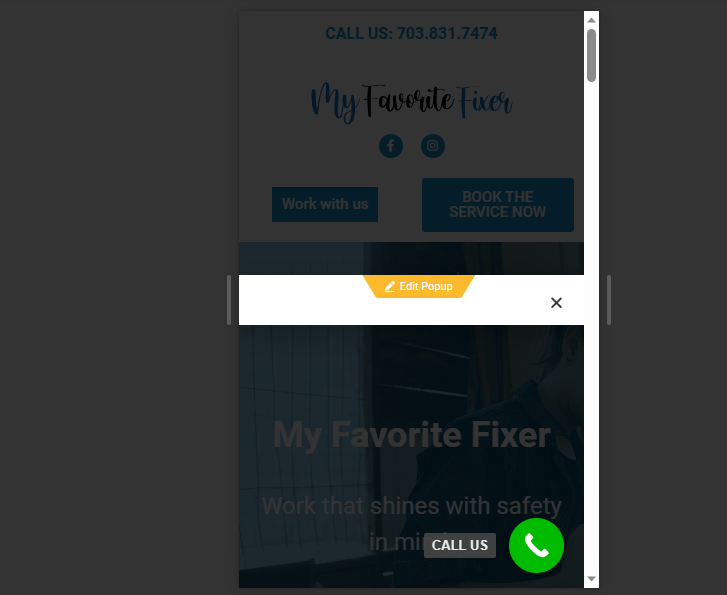 CALL US: 703.831.7474
My Favorite Fixer
Work with us
BOOK THE
SERVICE NOW
Edit Popup
My Favorite Fixer
Work that shines with safety
in mi
CALL US